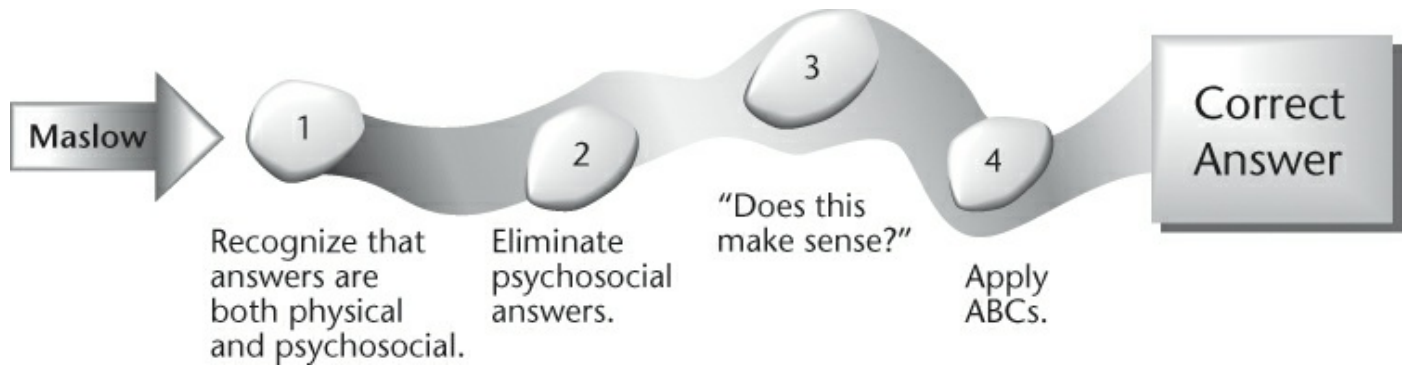 Maslow
1
Recognize that
answers are
both physical
and psychosocial.
2
Eliminate
psychosocial
answers.
3
“Does this
make sense?”
4
Apply
ABCs.
Correct
Answer